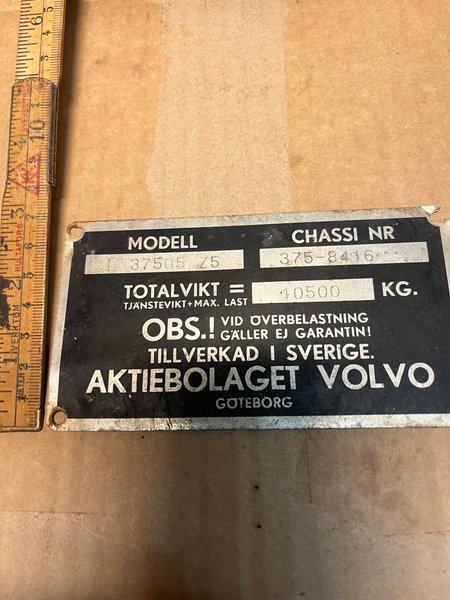 MODELL CHASSI NR
L 37505 Z5 375-8416
TOTALVIKT = 10500 KG.
TJÄNSTEVIKT+MAX. LAST
OBS.! VID ÖVERBELASTNING
GÄLLER EJ GARANTIN!
TILLVERKAD I SVERIGE.
AKTIEBOLAGET VOLVO
GÖTEBORG
10